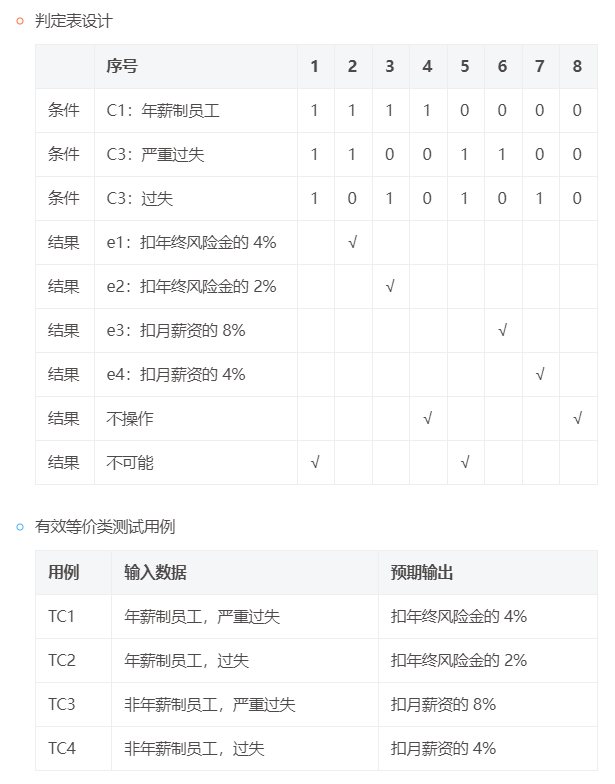 判定表设计
序号 1 2 3 4 5 6 7 8
条件 C1：年薪制员工 1 1 1 1 0 0 0 0
条件 C3：严重过失 1 1 0 0 1 1 0 0
条件 C3：过失 1 0 1 0 1 0 1 0
结果 e1：扣年终风险金的 4% √
结果 e2：扣年终风险金的 2% √
结果 e3：扣月薪资的 8% √
结果 e4：扣月薪资的 4% √
结果 不操作 √ √
结果 不可能 √ √
有效等价类测试用例
用例 输入数据 预期输出
TC1 年薪制员工，严重过失 扣年终风险金的 4%
TC2 年薪制员工，过失 扣年终风险金的 2%
TC3 非年薪制员工，严重过失 扣月薪资的 8%
TC4 非年薪制员工，过失 扣月薪资的 4%